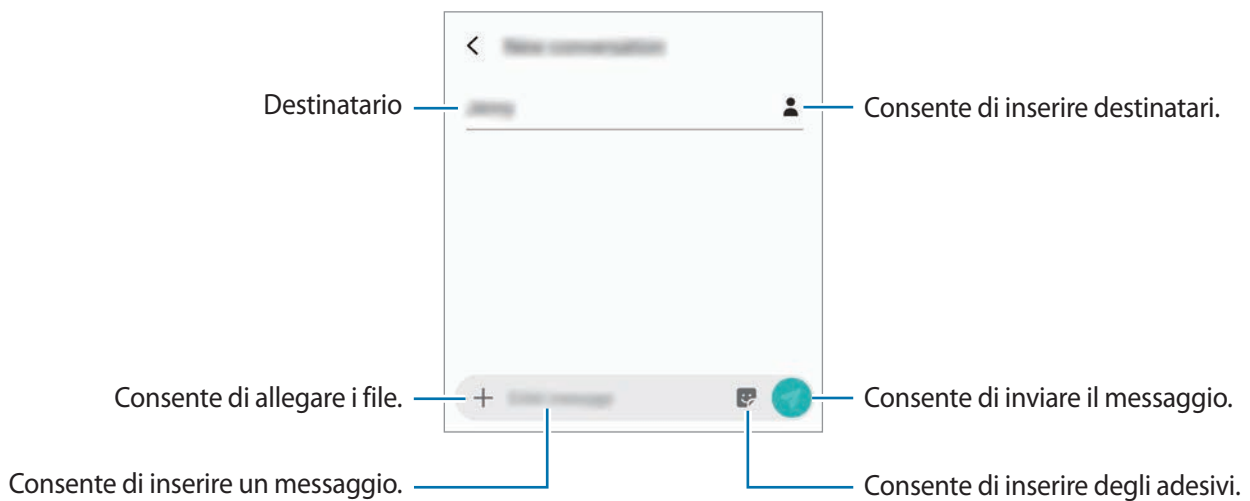 Destinatario
Consente di inserire destinatari.
Consente di allegare i file.
Consente di inviare il messaggio.
Consente di inserire un messaggio.
Consente di inserire degli adesivi.